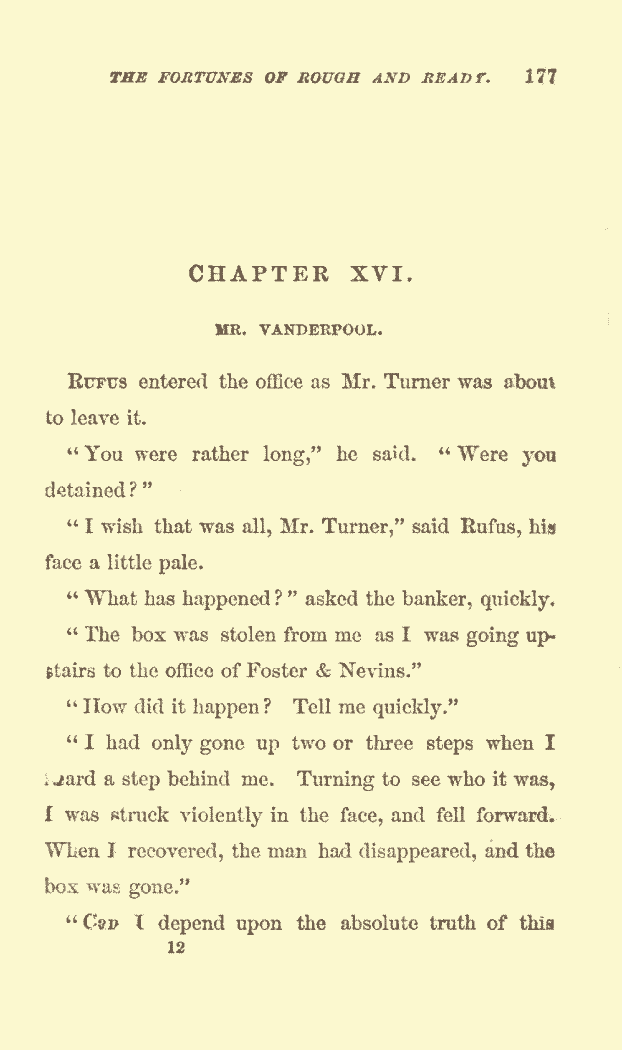 THE FORTUNES OF ROUGH AND READY. 177
CHAPTER XVI.
MR. VANDERPOOL.
RUFUS entered the office as Mr. Turner was about
to leave it.
"You were rather long," he said. "Were you
detained?"
"I wish that was all, Mr. Turner," said Rufus, his
face a little pale.
"What has happened?" asked the banker, quickly.
"The box was stolen from me as I was going up-
stairs to the office of Foster & Nevins."
"How did it happen? Tell me quickly."
"I had only gone up two or three steps when I
heard a step behind me. Turning to see who it was,
I was struck violently in the face, and fell forward.
When I recovered, the man had disappeared, and the
box was gone."
"Can I depend upon the absolute truth of this
12